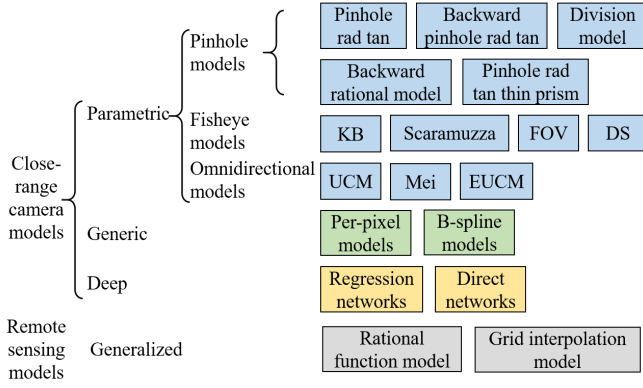 Close-
range
camera
models
Parametric
Pinhole
models
Pinhole
rad tan
Backward
pinhole rad tan
Division
model
Backward
rational model
Pinhole rad
tan thin prism
Fisheye
models
KB
Scaramuzza
FOV
DS
Omnidirectional
models
UCM
Mei
EUCM
Generic
Per-pixel
models
B-spline
models
Deep
Regression
networks
Direct
networks
Remote
sensing
models
Generalized
Rational
function model
Grid interpolation
model